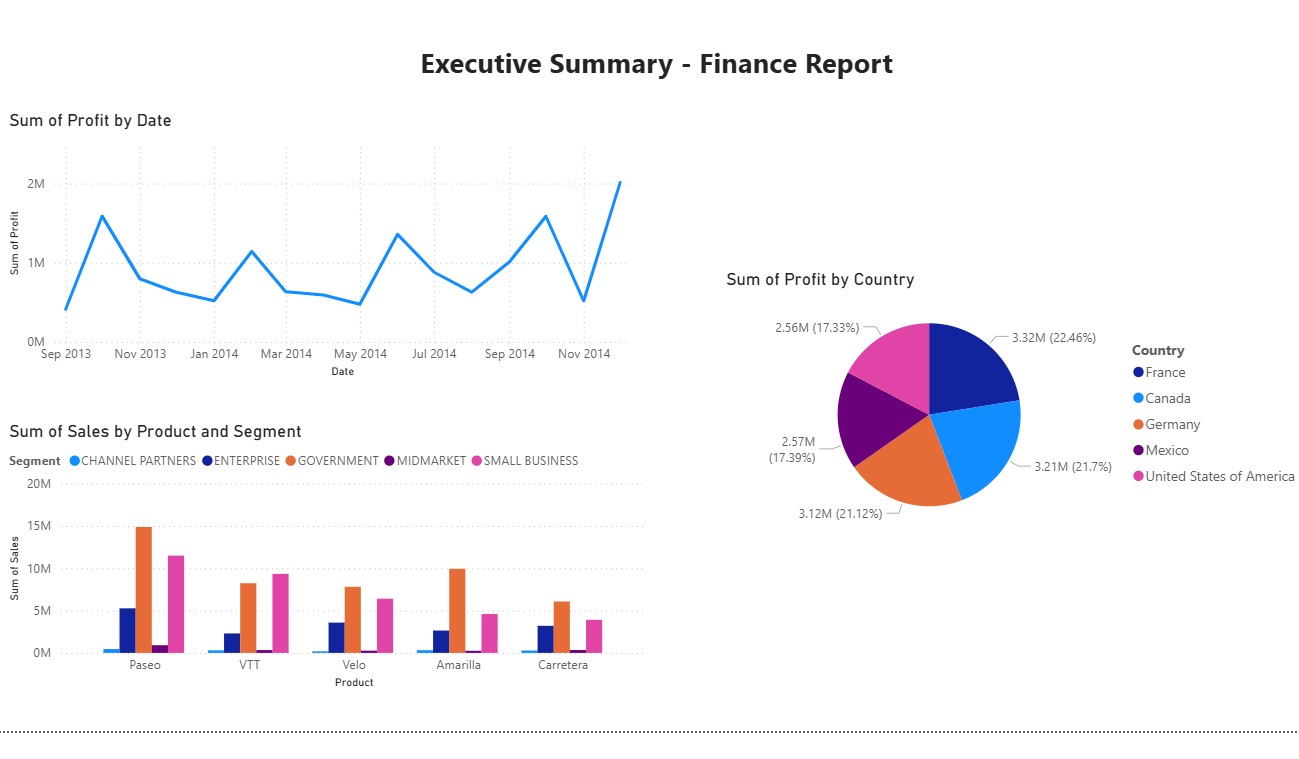 Executive Summary - Finance Report
Sum of Profit by Date
Sum of Profit
2M
1M
0M
Sep 2013 Nov 2013 Jan 2014 Mar 2014 May 2014 Jul 2014 Sep 2014 Nov 2014
Date
Sum of Sales by Product and Segment
Segment CHANNEL PARTNERS ENTERPRISE GOVERNMENT MIDMARKET SMALL BUSINESS
Sum of Sales
20M
15M
10M
5M
0M
Paseo VTT Velo Amarilla Carretera
Product
Sum of Profit by Country
2.56M (17.33%)
3.32M (22.46%)
2.57M
(17.39%)
3.21M (21.7%)
3.12M (21.12%)
Country
France
Canada
Germany
Mexico
United States of America